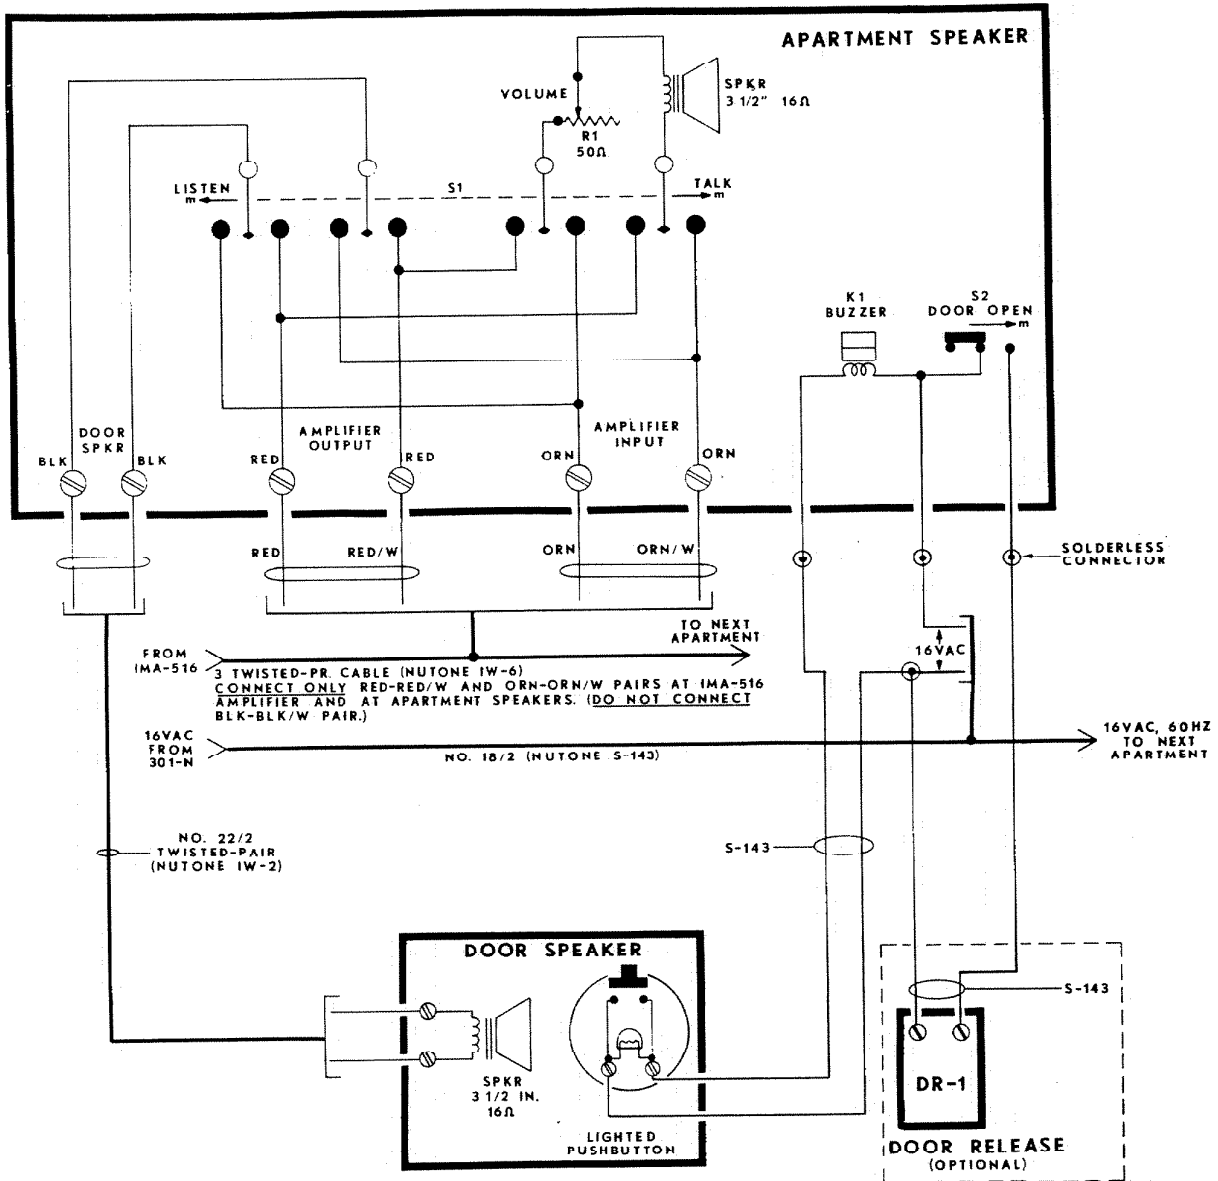 APARTMENT SPEAKER
SPKR
3 1/2" 16Ω
VOLUME
R1
50Ω
LISTEN
m
S1
TALK
m
K1
BUZZER
S2
DOOR OPEN
m
DOOR
SPKR
AMPLIFIER
OUTPUT
AMPLIFIER
INPUT
BLK
BLK
RED
RED
ORN
ORN
RED
RED/W
ORN
ORN/W
SOLDERLESS
CONNECTOR
TO NEXT
APARTMENT
16VAC
FROM
IMA-516
3 TWISTED-PR. CABLE (NUTONE IW-6)
CONNECT ONLY RED-RED/W AND ORN-ORN/W PAIRS AT IMA-516
AMPLIFIER AND AT APARTMENT SPEAKERS. (DO NOT CONNECT
BLK-BLK/W PAIR.)
16VAC
FROM
301-N
NO. 18/2 (NUTONE S-143)
16VAC, 60HZ
TO NEXT
APARTMENT
NO. 22/2
TWISTED-PAIR
(NUTONE IW-2)
S-143
DOOR SPEAKER
SPKR
3 1/2 IN.
16Ω
LIGHTED
PUSHBUTTON
S-143
DR-1
DOOR RELEASE
(OPTIONAL)